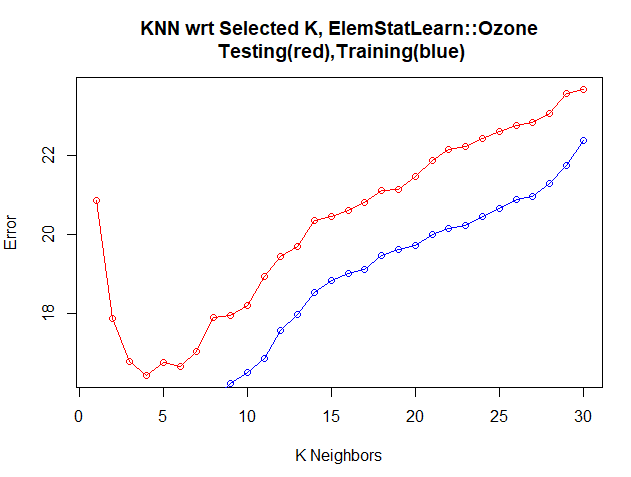 KNN wrt Selected K, ElemStatLearn::Ozone
Testing(red),Training(blue)
Error
22
20
18
0 5 10 15 20 25 30
K Neighbors